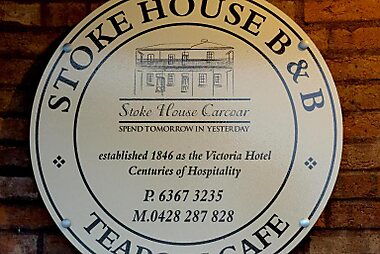 STOKE HOUSE B & B
Stoke House Carcoar
SPEND TOMORROW IN YESTERDAY
established 1846 as the Victoria Hotel
Centuries of Hospitality
P. 6367 3235
M.0428 287 828
CAFE